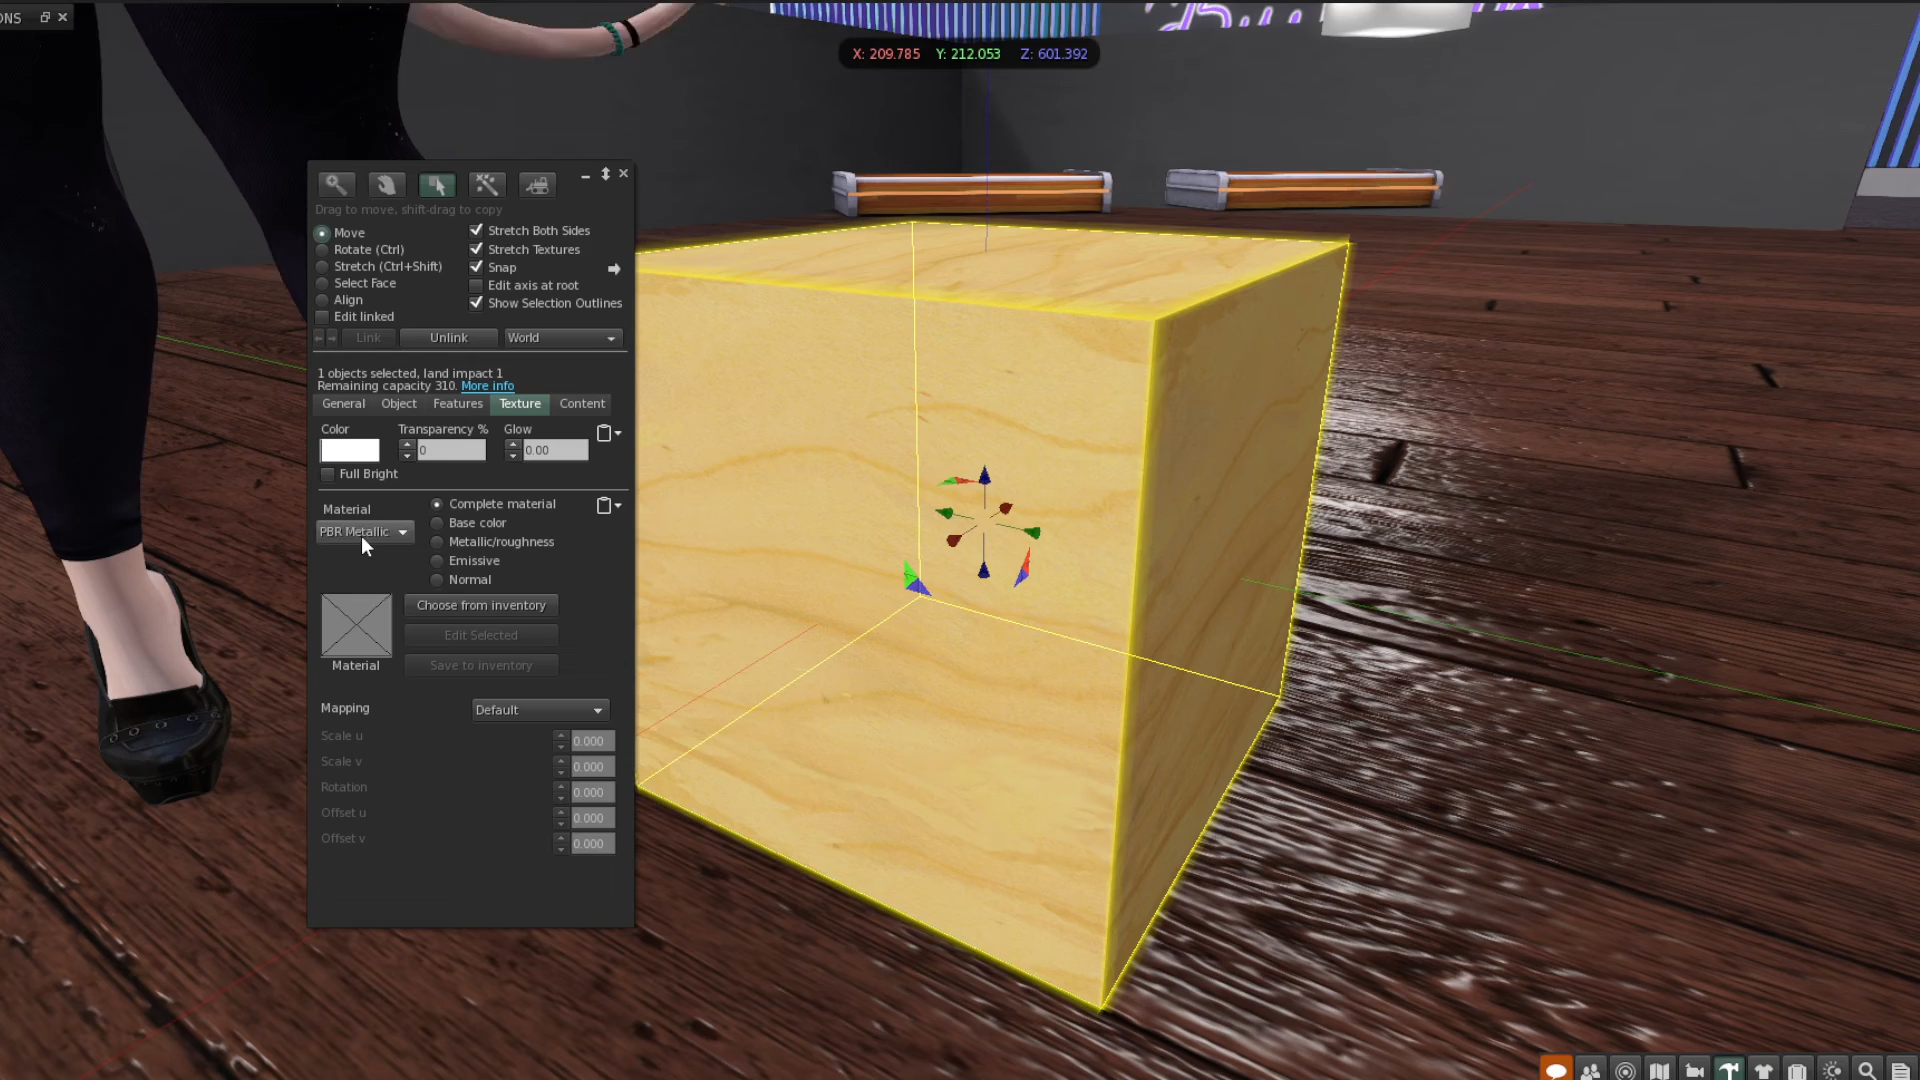 ONS
X: 209.785 Y: 212.053 Z: 601.392
Drag to move, shift-drag to copy
Move
Rotate (Ctrl)
Stretch (Ctrl+Shift)
Select Face
Align
Edit linked
Stretch Both Sides
Stretch Textures
Snap
Edit axis at root
Show Selection Outlines
Link Unlink World
1 objects selected, land impact 1
Remaining capacity 310. More info
General Object Features Texture Content
Color Transparency % Glow
0 0.00
Full Bright
Material
PBR Metallic
Complete material
Base color
Metallic/roughness
Emissive
Normal
Choose from inventory
Edit Selected
Save to inventory
Material
Mapping Default
Scale u 0.000
Scale v 0.000
Rotation 0.000
Offset u 0.000
Offset v 0.000